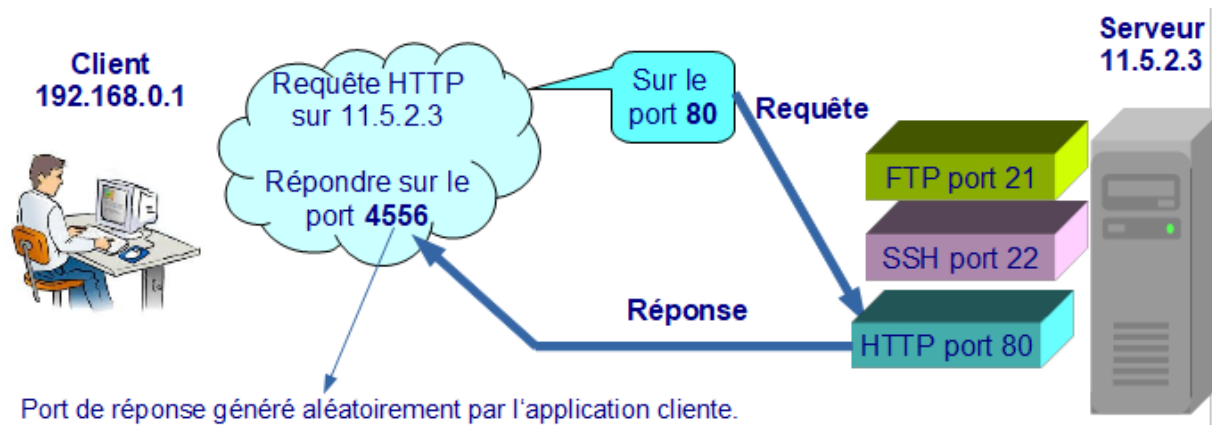 Client
192.168.0.1
Requête HTTP
sur 11.5.2.3
Répondre sur le
port 4556
Sur le
port 80
Requête
Serveur
11.5.2.3
FTP port 21
SSH port 22
HTTP port 80
Réponse
Port de réponse généré aléatoirement par l'application cliente.